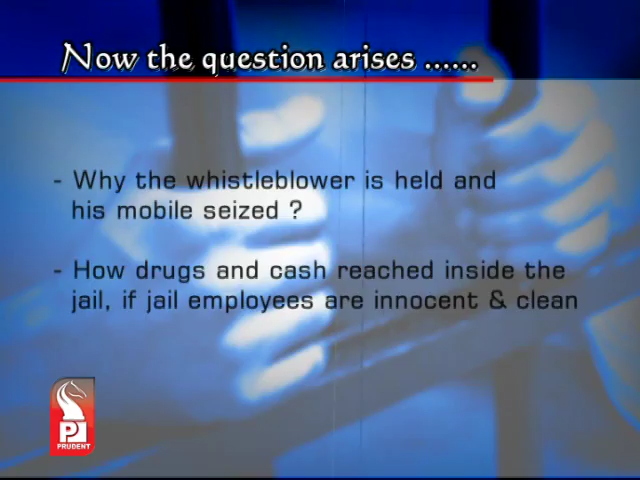 Now the question arises ......
- Why the whistleblower is held and
his mobile seized ?
- How drugs and cash reached inside the
jail, if jail employees are innocent & clean
P
PRUDENT